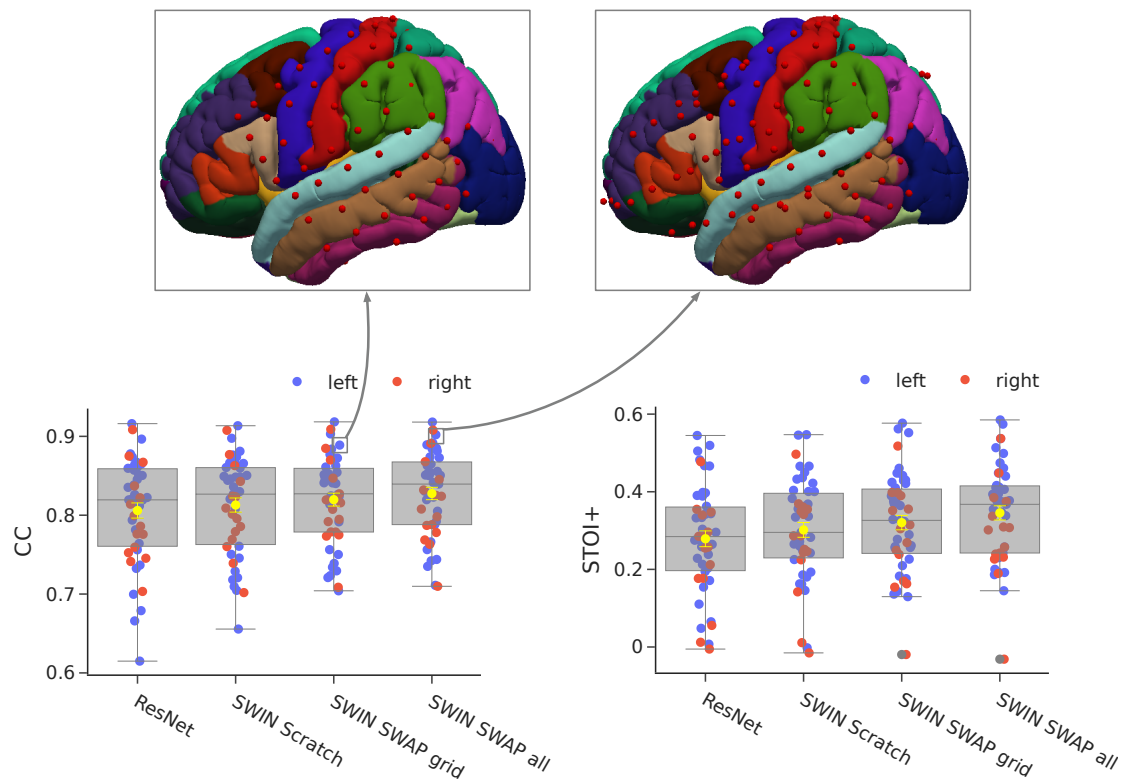 left right
CC
0.9
0.8
0.7
0.6
ResNet
SWIN Scratch
SWIN SWAP grid
SWIN SWAP all
left right
STOI+
0.6
0.4
0.2
0
ResNet
SWIN Scratch
SWIN SWAP grid
SWIN SWAP all